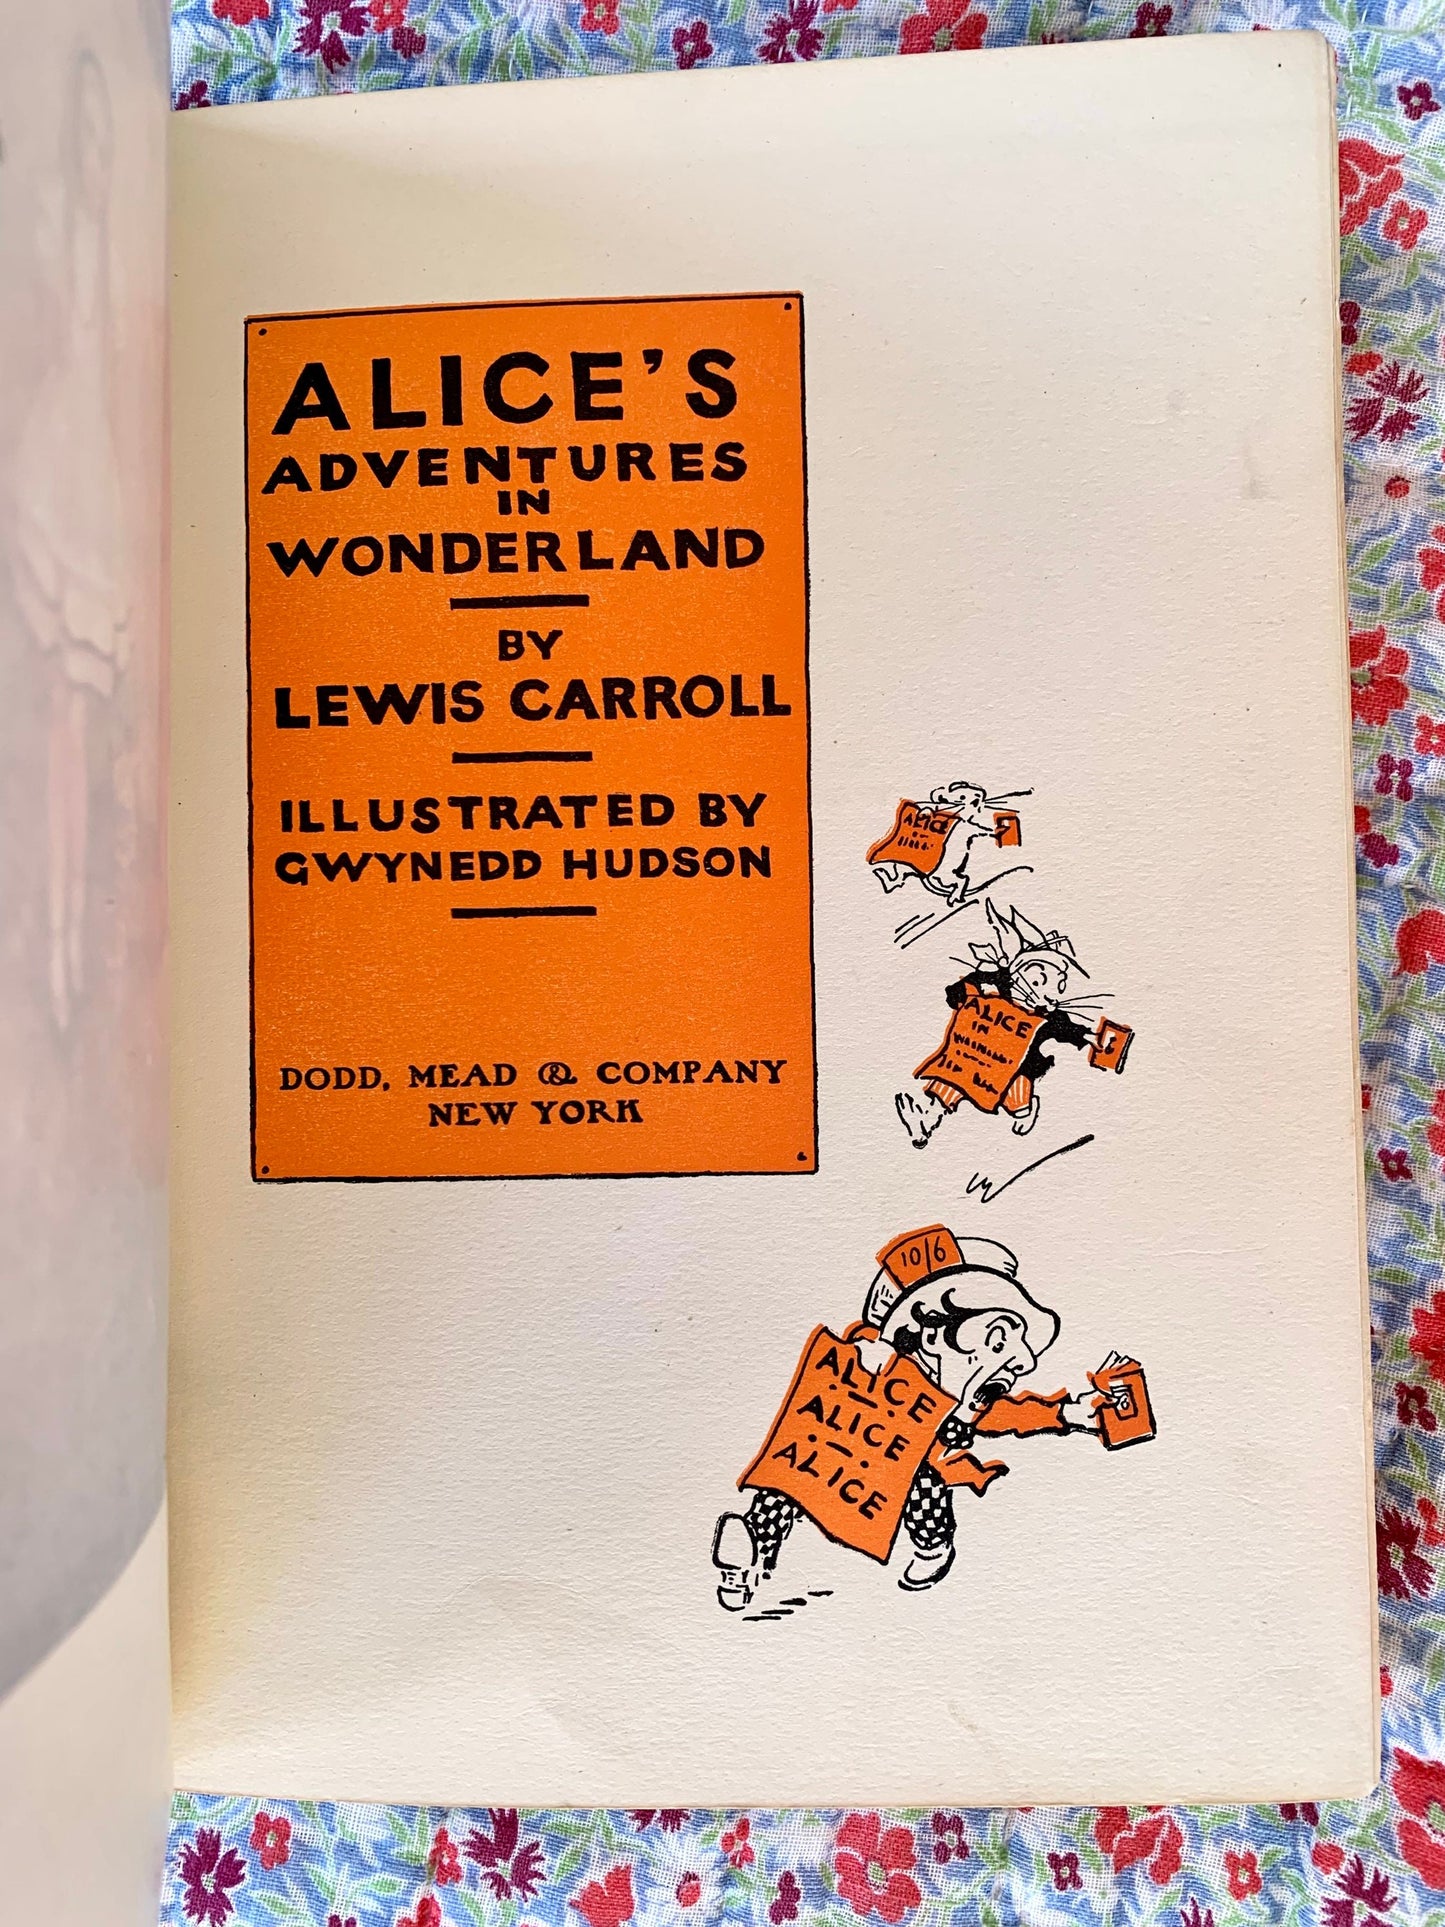 ALICE'S
ADVENTURES
IN
WONDERLAND
BY
LEWIS CARROLL
ILLUSTRATED BY
GWYNEDD HUDSON
DODD, MEAD & COMPANY
NEW YORK
ALICE
ALICE
IN
10/6
ALICE
ALICE
ALICE